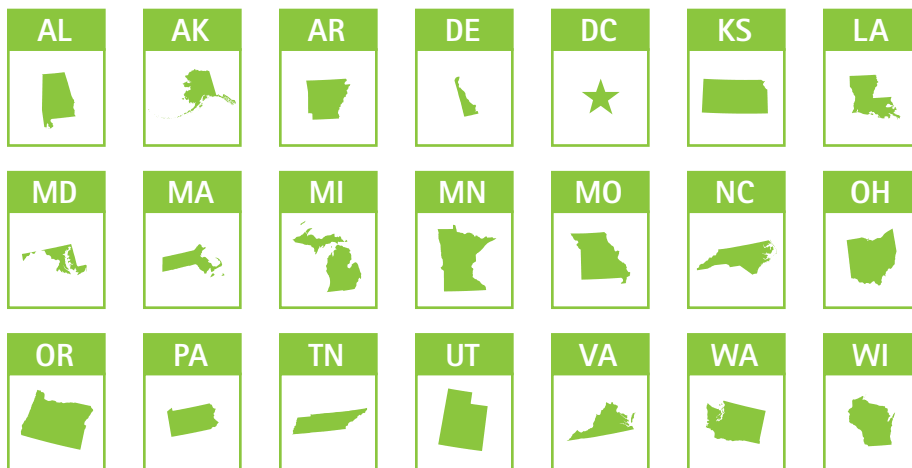 AL AK AR DE DC KS LA
MD MA MI MN MO NC OH
OR PA TN UT VA WA WI